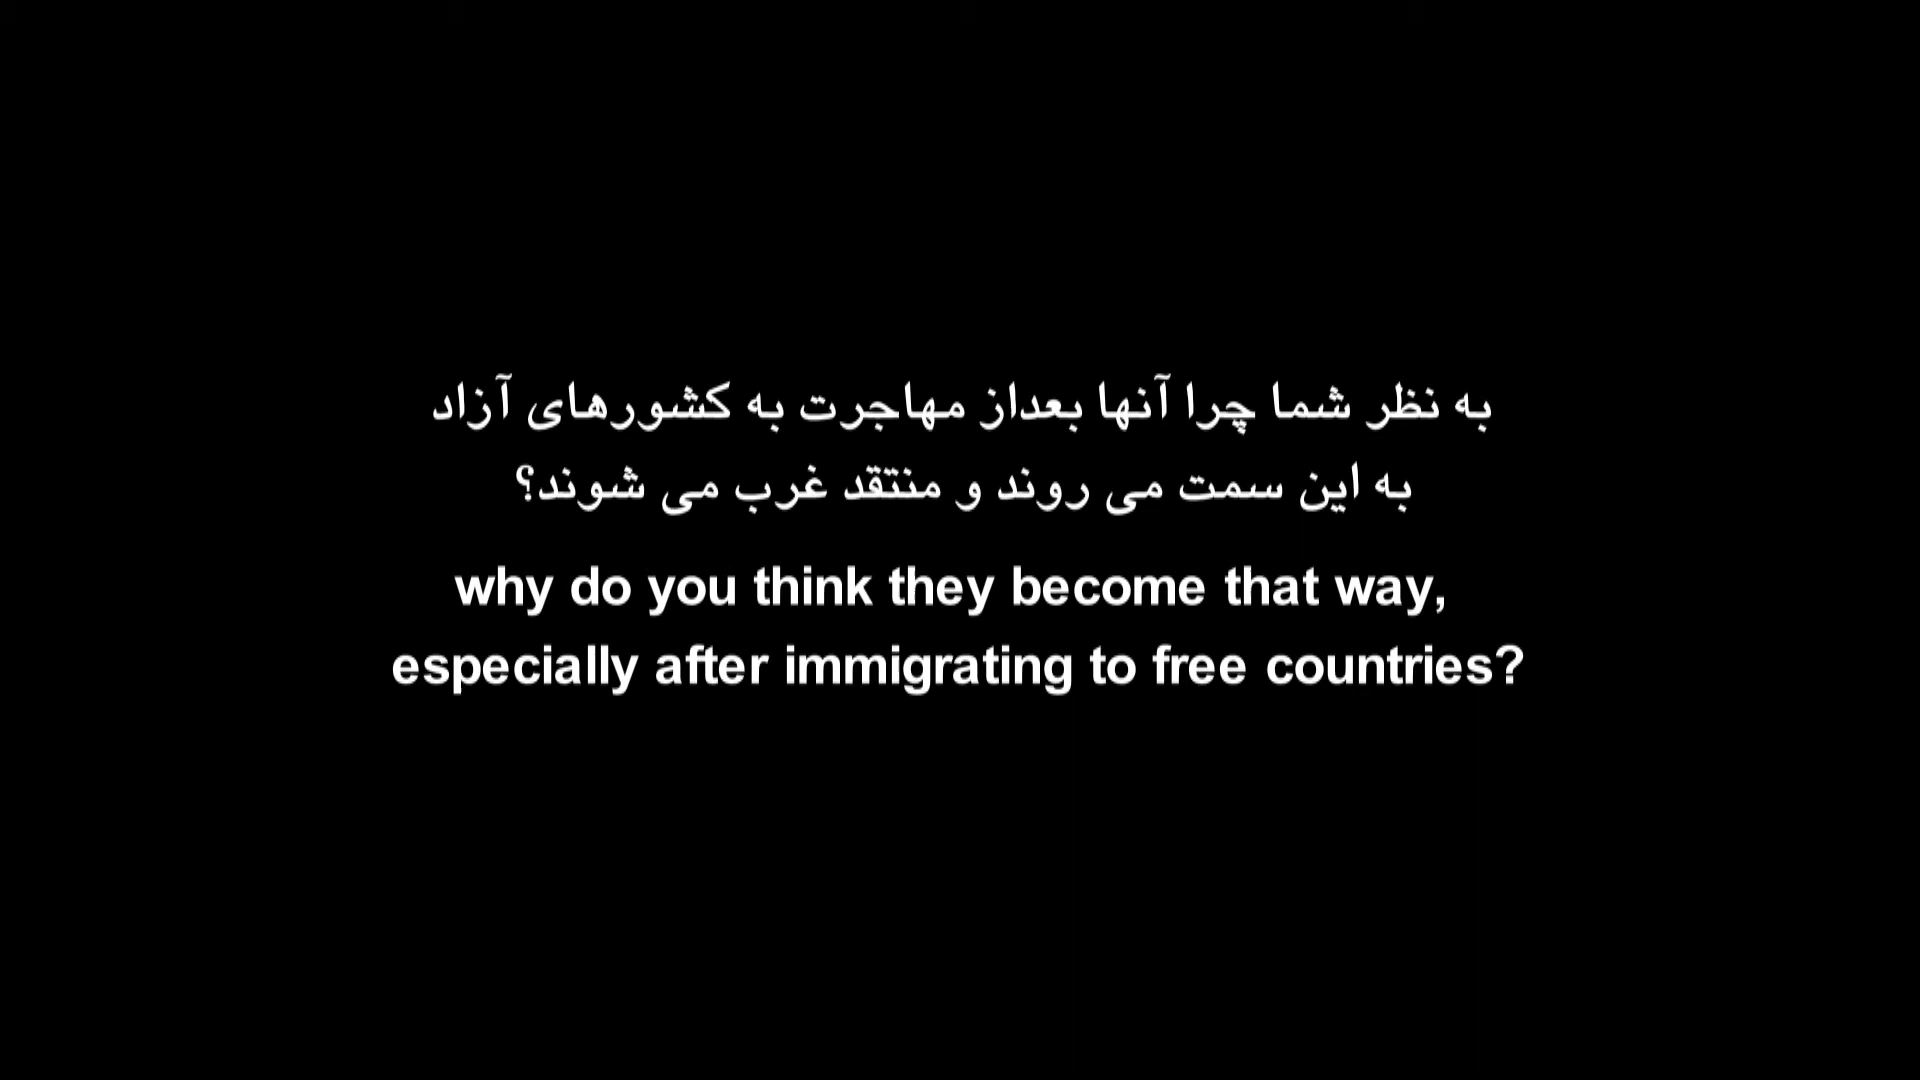 به نظر شما چرا آنها بعداز مهاجرت به کشورهای آزاد
به این سمت می روند و منتقد غرب می شوند؟
why do you think they become that way,
especially after immigrating to free countries?